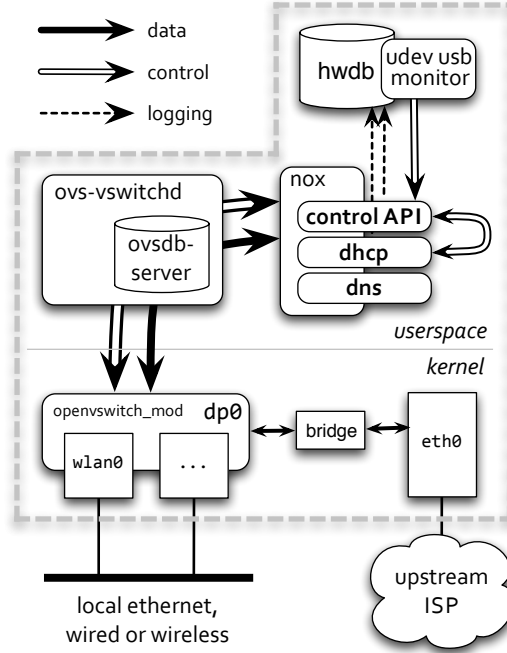 data
control
logging
hwdb
udev usb
monitor
ovs-vswitchd
ovsdb-
server
nox
control API
dhcp
dns
userspace
kernel
openvswitch_mod
dp0
wlan0
...
bridge
eth0
local ethernet,
wired or wireless
upstream
ISP